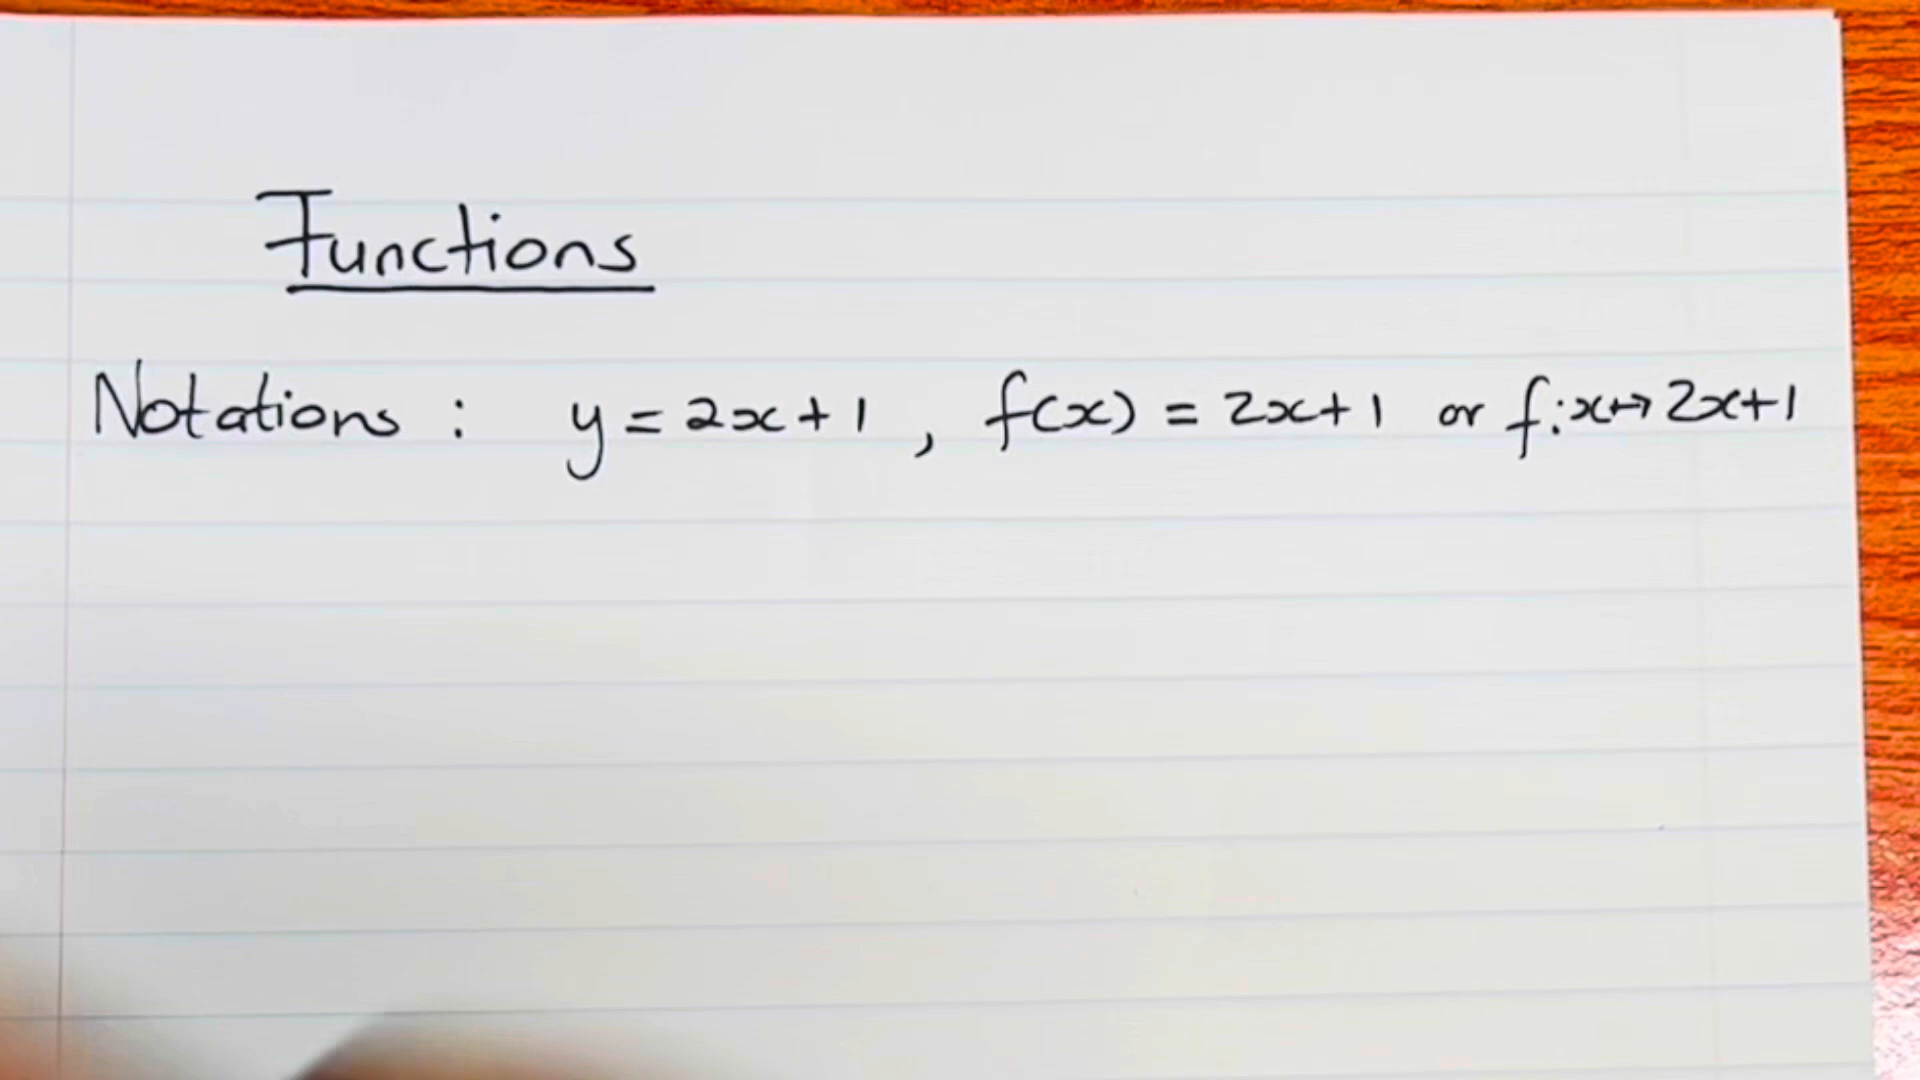 Functions
Notations : y = 2x + 1 , f(x) = 2x+1 or f:x↦2x+1